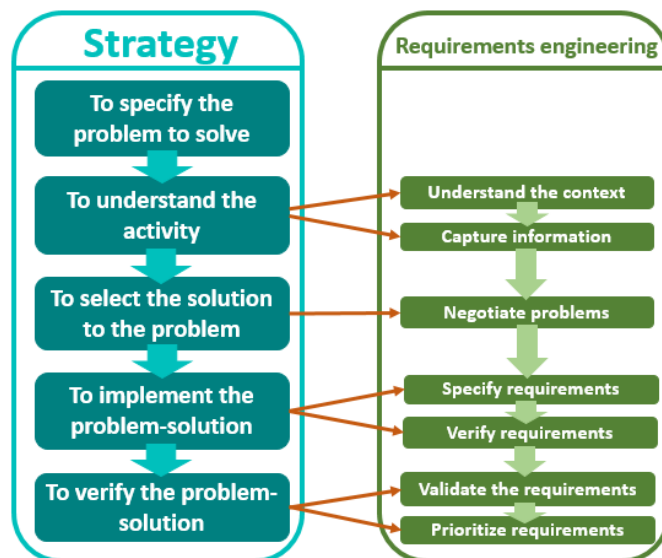 Strategy
To specify the
problem to solve
To understand the
activity
To select the solution
to the problem
To implement the
problem-solution
To verify the problem-
solution
Requirements engineering
Understand the context
Capture information
Negotiate problems
Specify requirements
Verify requirements
Validate the requirements
Prioritize requirements